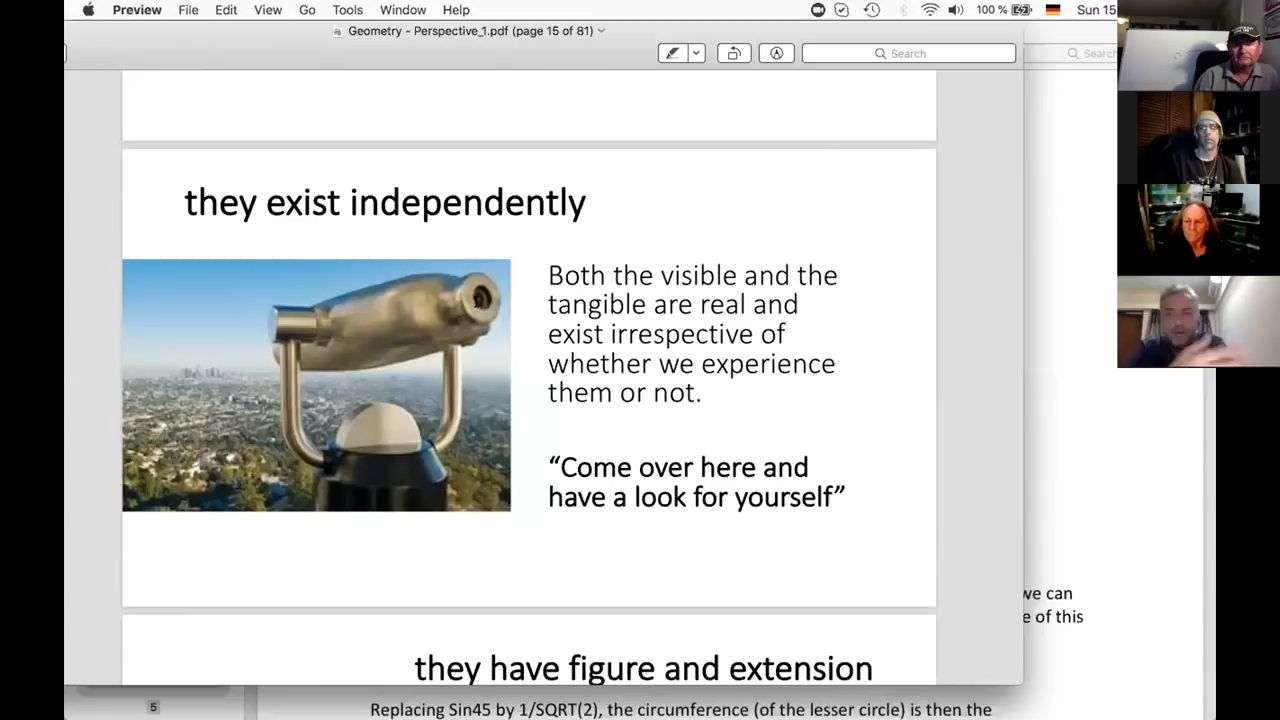 Preview File Edit View Go Tools Window Help 100 % Sun 15
Geometry - Perspective_1.pdf (page 15 of 81)
Search
Search
they exist independently
Both the visible and the
tangible are real and
exist irrespective of
whether we experience
them or not.
“Come over here and
have a look for yourself”
we can
e of this
they have figure and extension
5
Replacing Sin45 by 1/SQRT(2), the circumference (of the lesser circle) is then the